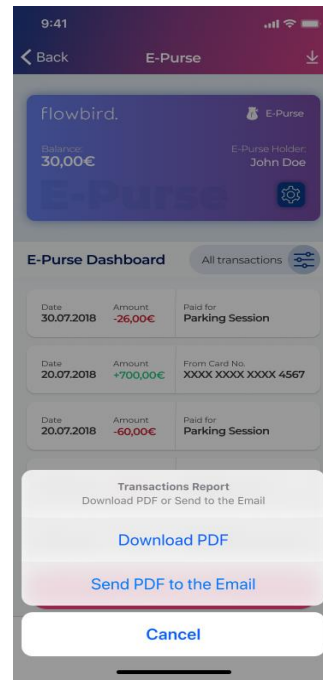 9:41
Back
E-Purse
flowbird.
E-Purse
Balance:
30,00€
E-Purse Holder:
John Doe
E-Purse
E-Purse Dashboard
All transactions
Date Amount Paid for
30.07.2018 -26,00€ Parking Session
Date Amount From Card No.
20.07.2018 +700,00€ XXXX XXXX XXXX 4567
Date Amount Paid for
20.07.2018 -60,00€ Parking Session
Transactions Report
Download PDF or Send to the Email
Download PDF
Send PDF to the Email
Cancel